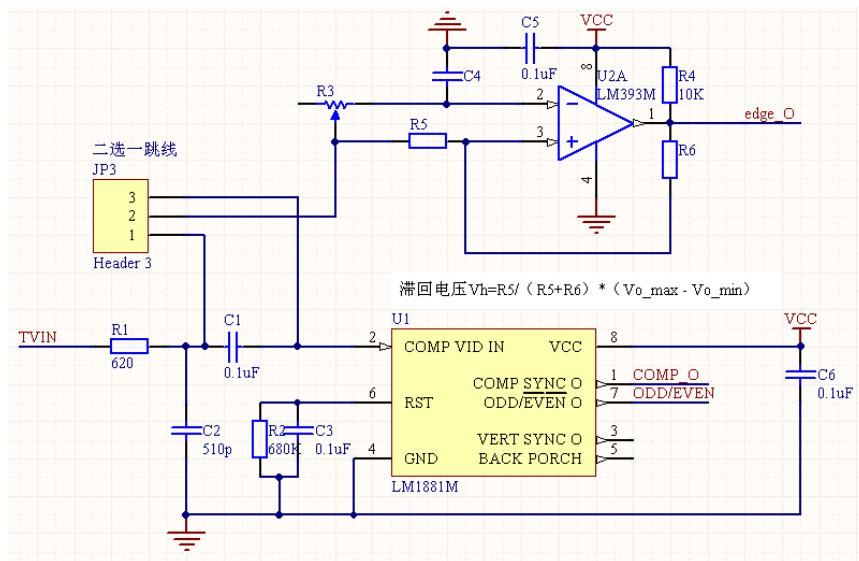 C5
VCC
0.1uF
C4
8
U2A
LM393M
R3
2
R4
10K
1
edge_O
R5
3
R6
4
二选一跳线
JP3
3
2
1
Header 3
滞回电压Vh=R5/（R5+R6）*（Vo_max - Vo_min）
U1
VCC
TVIN
R1
620
C1
0.1uF
2
COMP VID IN
VCC
8
C6
0.1uF
COMP SYNC O
1
COMP_O
6
RST
ODD/EVEN O
7
ODD/EVEN
C2
510p
R2
680K
C3
0.1uF
VERT SYNC O
3
4
GND
BACK PORCH
5
LM1881M